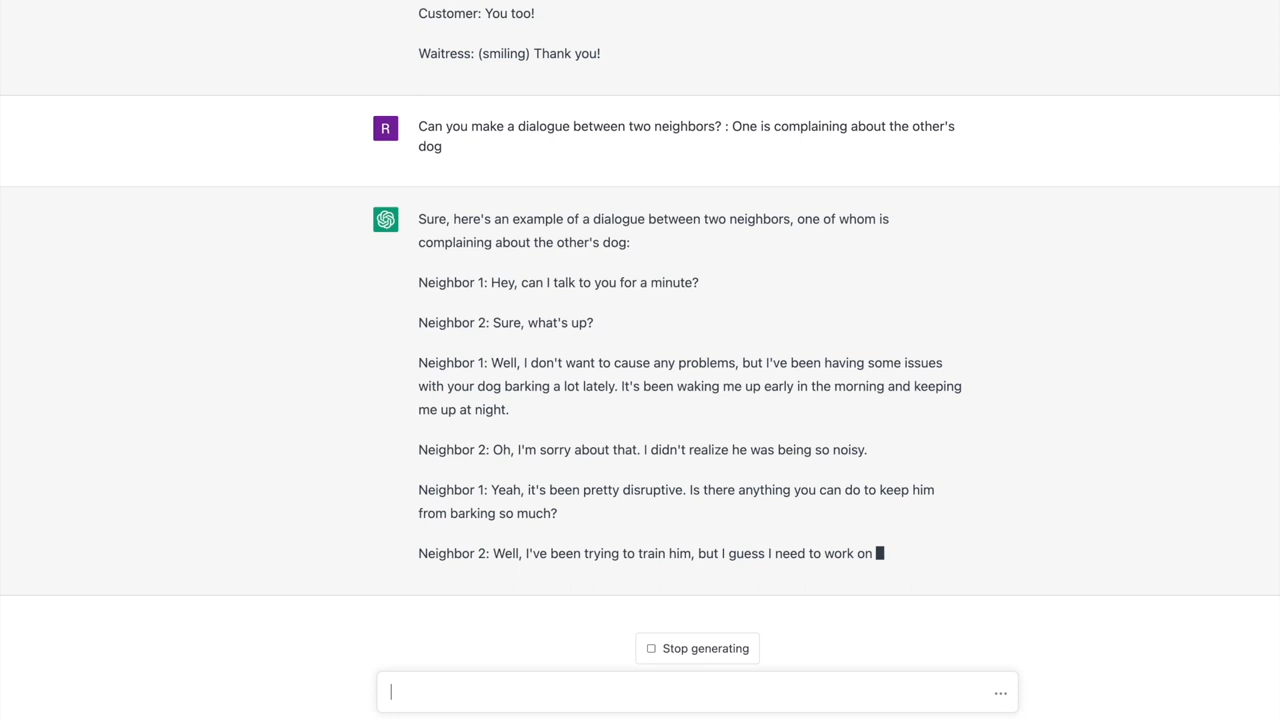 Customer: You too!
Waitress: (smiling) Thank you!
R
Can you make a dialogue between two neighbors? : One is complaining about the other's
dog
Sure, here's an example of a dialogue between two neighbors, one of whom is
complaining about the other's dog:
Neighbor 1: Hey, can I talk to you for a minute?
Neighbor 2: Sure, what's up?
Neighbor 1: Well, I don't want to cause any problems, but I've been having some issues
with your dog barking a lot lately. It's been waking me up early in the morning and keeping
me up at night.
Neighbor 2: Oh, I'm sorry about that. I didn't realize he was being so noisy.
Neighbor 1: Yeah, it's been pretty disruptive. Is there anything you can do to keep him
from barking so much?
Neighbor 2: Well, I've been trying to train him, but I guess I need to work on
Stop generating